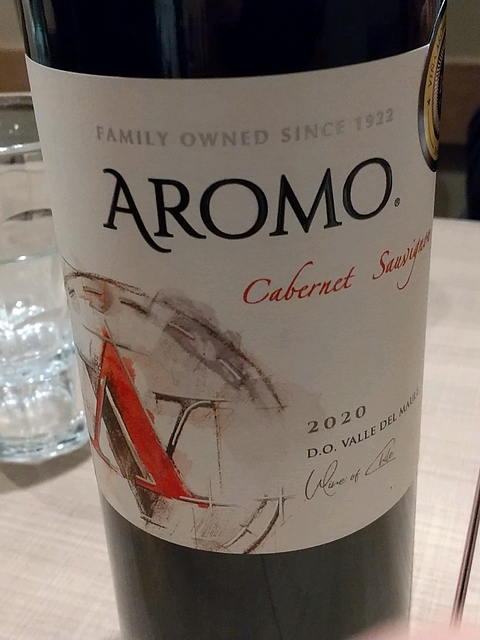 FAMILY OWNED SINCE 1922
AROMO®
Cabernet Sauvignon
2020
D.O. VALLE DEL MAULE
Wine of Chile